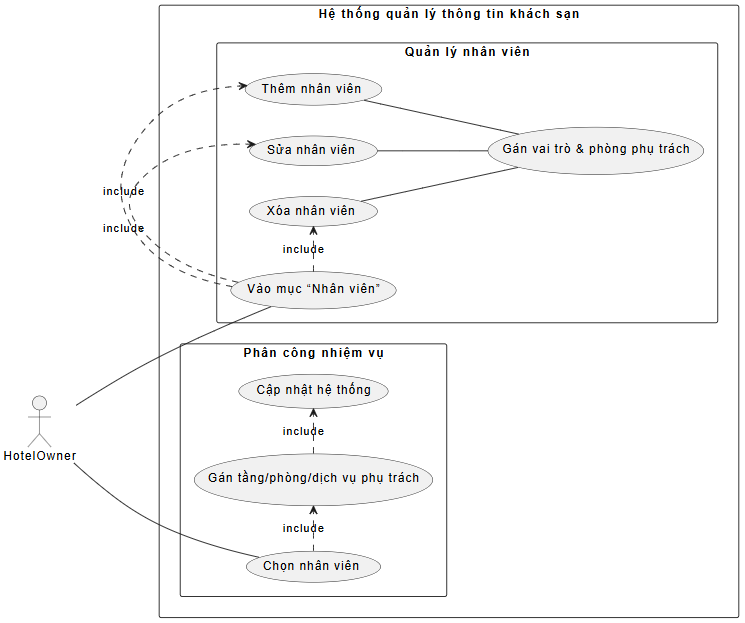 Hệ thống quản lý thông tin khách sạn
Quản lý nhân viên
Thêm nhân viên
Sửa nhân viên
Gán vai trò & phòng phụ trách
include
Xóa nhân viên
include
include
Vào mục “Nhân viên”
Phân công nhiệm vụ
Cập nhật hệ thống
include
HotelOwner
Gán tầng/phòng/dịch vụ phụ trách
include
Chọn nhân viên